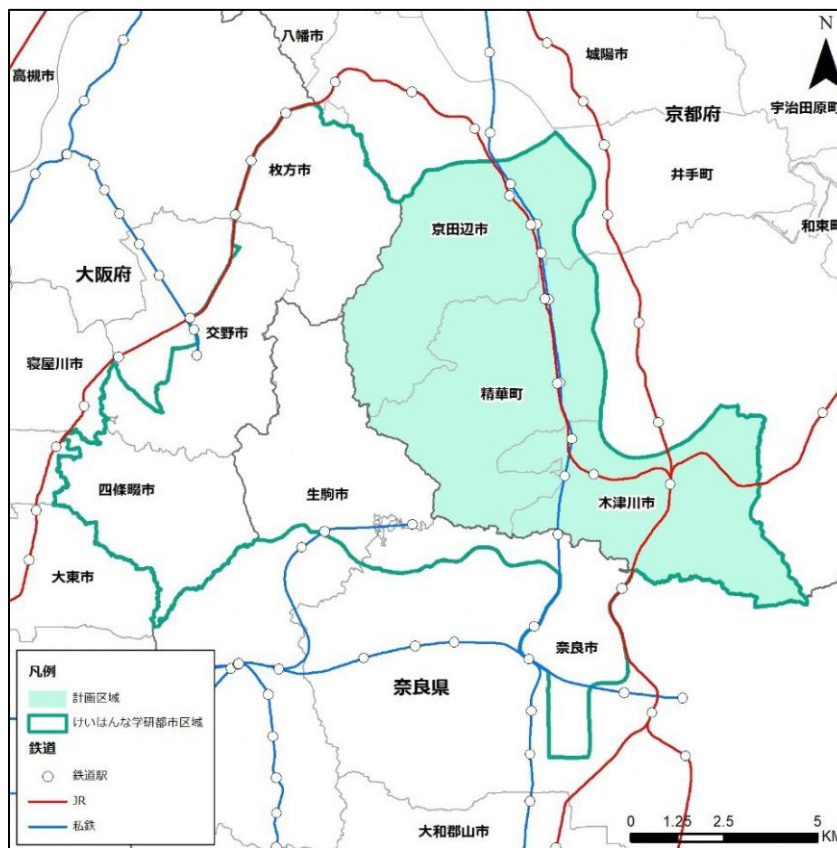 八幡市
城陽市
N
高槻市
京都府
宇治田原町
枚方市
井手町
京田辺市
和束町
大阪府
交野市
寝屋川市
精華町
四條畷市
生駒市
木津川市
大東市
奈良市
凡例
計画区域
奈良県
けいはんな学研都市区域
鉄道
鉄道駅
JR
私鉄
大和郡山市
0 1.25 2.5 5
KM